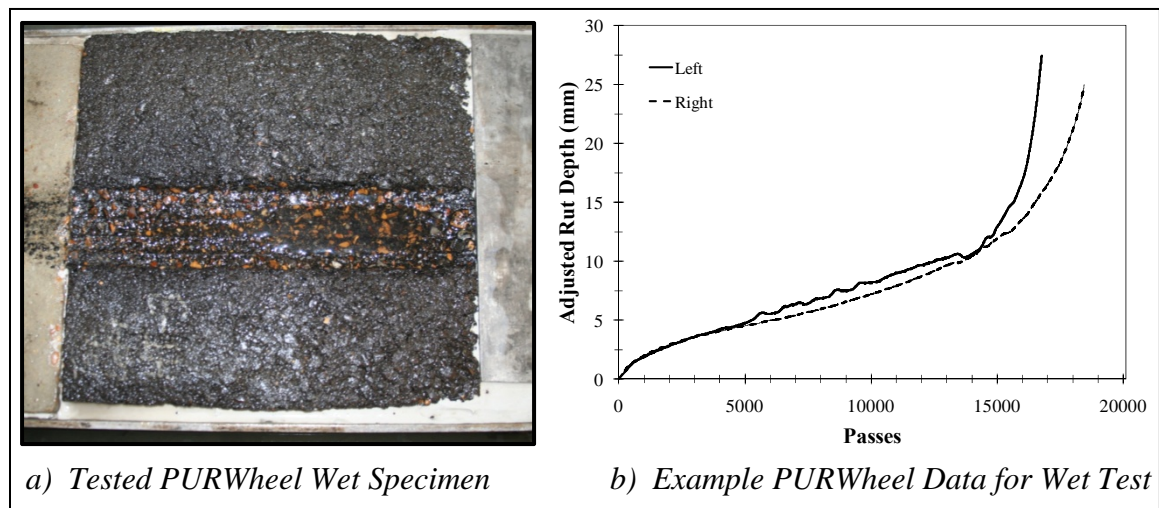 30
25
20
15
10
5
0
Adjusted Rut Depth (mm)
Left
Right
0 5000 10000 15000 20000
Passes
a) Tested PURWheel Wet Specimen
b) Example PURWheel Data for Wet Test